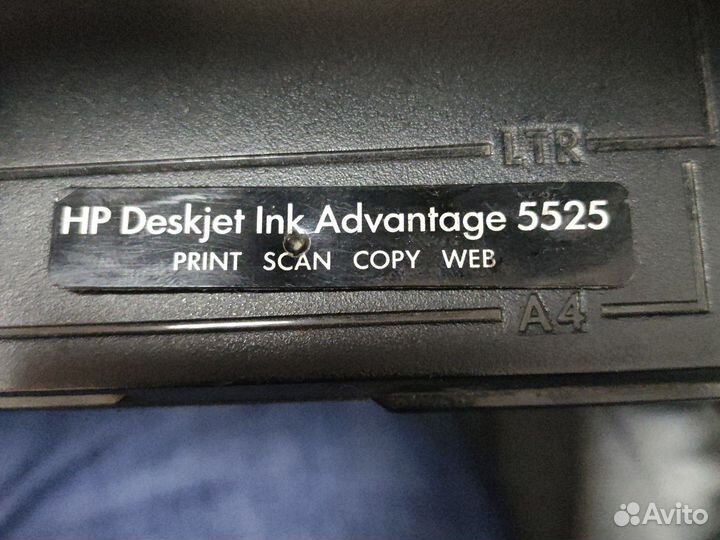 LTR
HP Deskjet Ink Advantage 5525
PRINT SCAN COPY WEB
A4
Avito